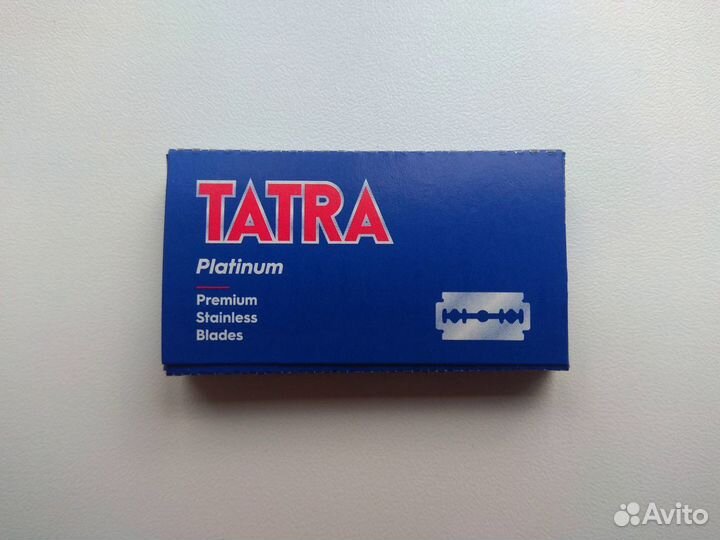 TATRA
Platinum
Premium
Stainless
Blades
Avito